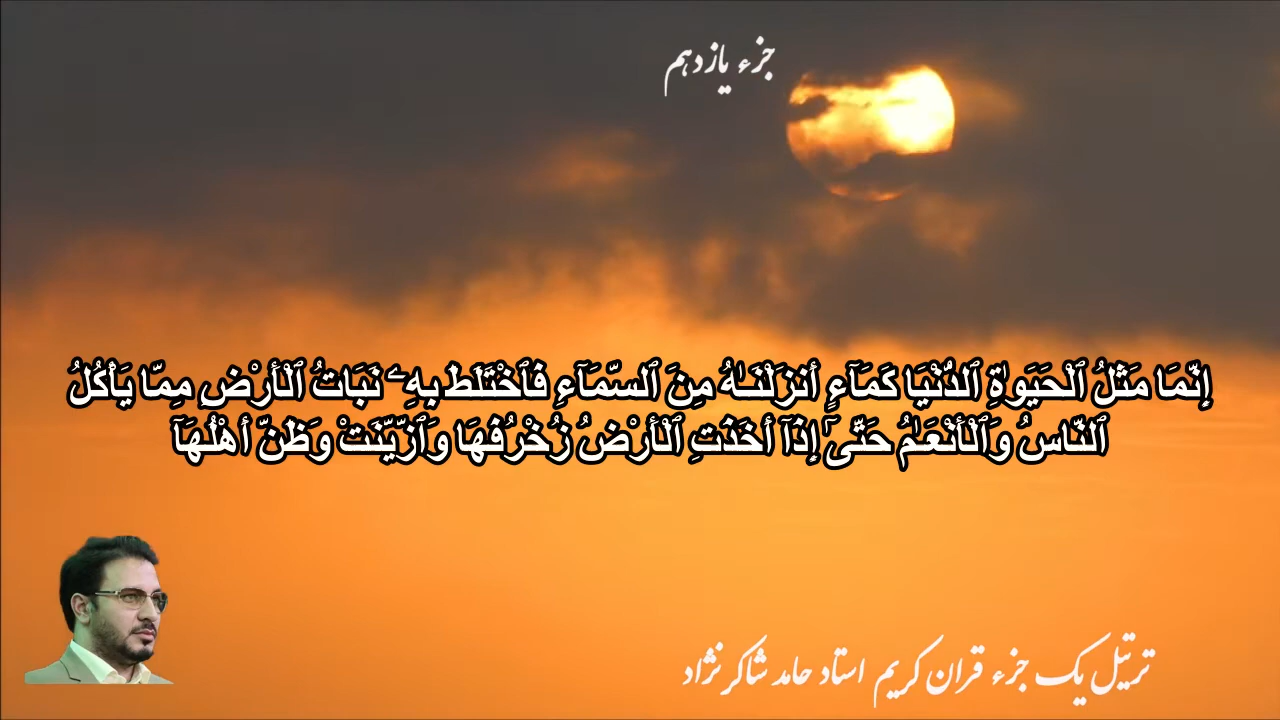 جزء یازدهم
إِنَّمَا مَثَلُ ٱلْحَيَوٰةِ ٱلدُّنْيَا كَمَآءٍ أَنزَلْنَـٰهُ مِنَ ٱلسَّمَآءِ فَٱخْتَلَطَ بِهِۦ نَبَاتُ ٱلْأَرْضِ مِمَّا يَأْكُلُ
ٱلنَّاسُ وَٱلْأَنْعَـٰمُ حَتَّىٰٓ إِذَآ أَخَذَتِ ٱلْأَرْضُ زُخْرُفَهَا وَٱزَّيَّنَتْ وَظَنَّ أَهْلُهَآ
ترتیل یک جزء قران کریم استاد حامد شاکرنژاد